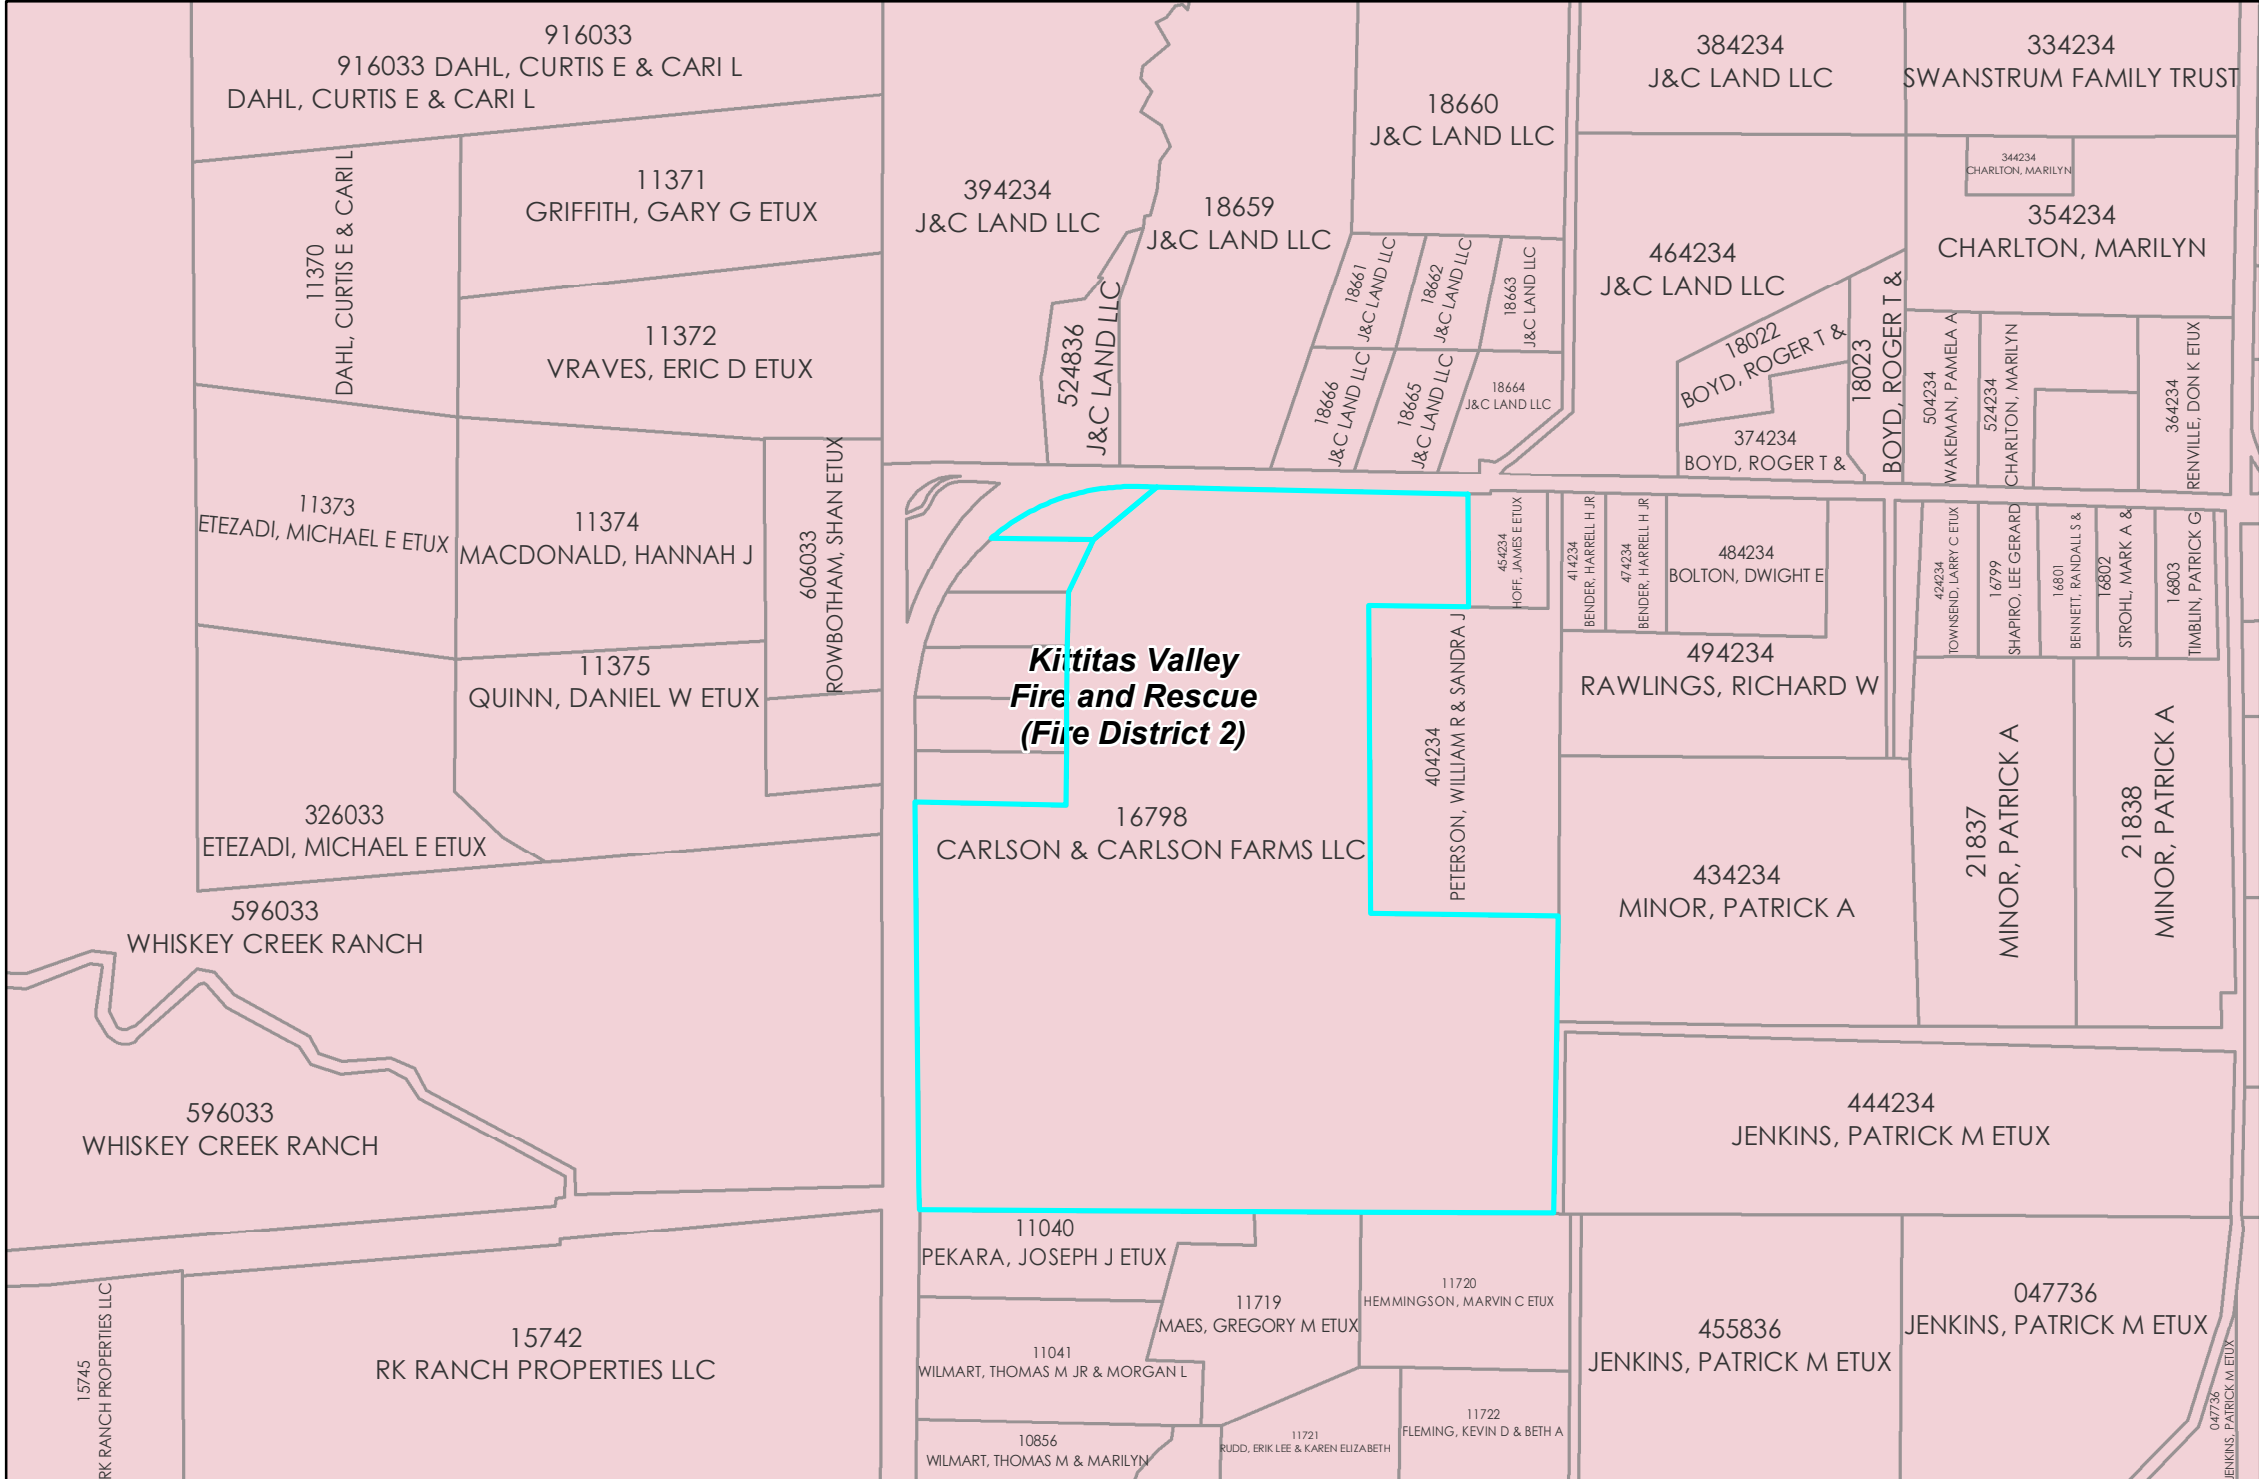 916033
916033 DAHL, CURTIS E & CARI L
DAHL, CURTIS E & CARI L
11370
DAHL, CURTIS E & CARI L
11371
GRIFFITH, GARY G ETUX
11372
VRAVES, ERIC D ETUX
11373
ETEZADI, MICHAEL E ETUX
11374
MACDONALD, HANNAH J
606033
ROWBOTHAM, SHAN ETUX
11375
QUINN, DANIEL W ETUX
326033
ETEZADI, MICHAEL E ETUX
596033
WHISKEY CREEK RANCH
596033
WHISKEY CREEK RANCH
15745
RK RANCH PROPERTIES LLC
15742
RK RANCH PROPERTIES LLC
394234
J&C LAND LLC
524836
J&C LAND LLC
18659
J&C LAND LLC
18660
J&C LAND LLC
18661
J&C LAND LLC
18662
J&C LAND LLC
18663
J&C LAND LLC
18666
J&C LAND LLC
18665
J&C LAND LLC
18664
J&C LAND LLC
384234
J&C LAND LLC
334234
SWANSTRUM FAMILY TRUST
344234
CHARLTON, MARILYN
354234
CHARLTON, MARILYN
464234
J&C LAND LLC
18022
BOYD, ROGER T &
18023
BOYD, ROGER T &
374234
BOYD, ROGER T &
504234
WAKEMAN, PAMELA A
524234
CHARLTON, MARILYN
364234
RENVILLE, DON K ETUX
Kittitas Valley
Fire and Rescue
(Fire District 2)
16798
CARLSON & CARLSON FARMS LLC
454234
HOFF, JAMES E ETUX
404234
PETERSON, WILLIAM R & SANDRA J
414234
BENDER, HARRELL H JR
474234
BENDER, HARRELL H JR
484234
BOLTON, DWIGHT E
494234
RAWLINGS, RICHARD W
424234
TOWNSEND, LARRY C ETUX
16799
SHAPIRO, LEE GERARD
16801
BENNETT, RANDALL S &
16802
STROHL, MARK A &
16803
TIMBLIN, PATRICK G
434234
MINOR, PATRICK A
21837
MINOR, PATRICK A
21838
MINOR, PATRICK A
444234
JENKINS, PATRICK M ETUX
11040
PEKARA, JOSEPH J ETUX
11041
WILMART, THOMAS M JR & MORGAN L
10856
WILMART, THOMAS M & MARILYN
11719
MAES, GREGORY M ETUX
11720
HEMMINGSON, MARVIN C ETUX
11721
RUDD, ERIK LEE & KAREN ELIZABETH
11722
FLEMING, KEVIN D & BETH A
455836
JENKINS, PATRICK M ETUX
047736
JENKINS, PATRICK M ETUX
047736
JENKINS, PATRICK M ETUX